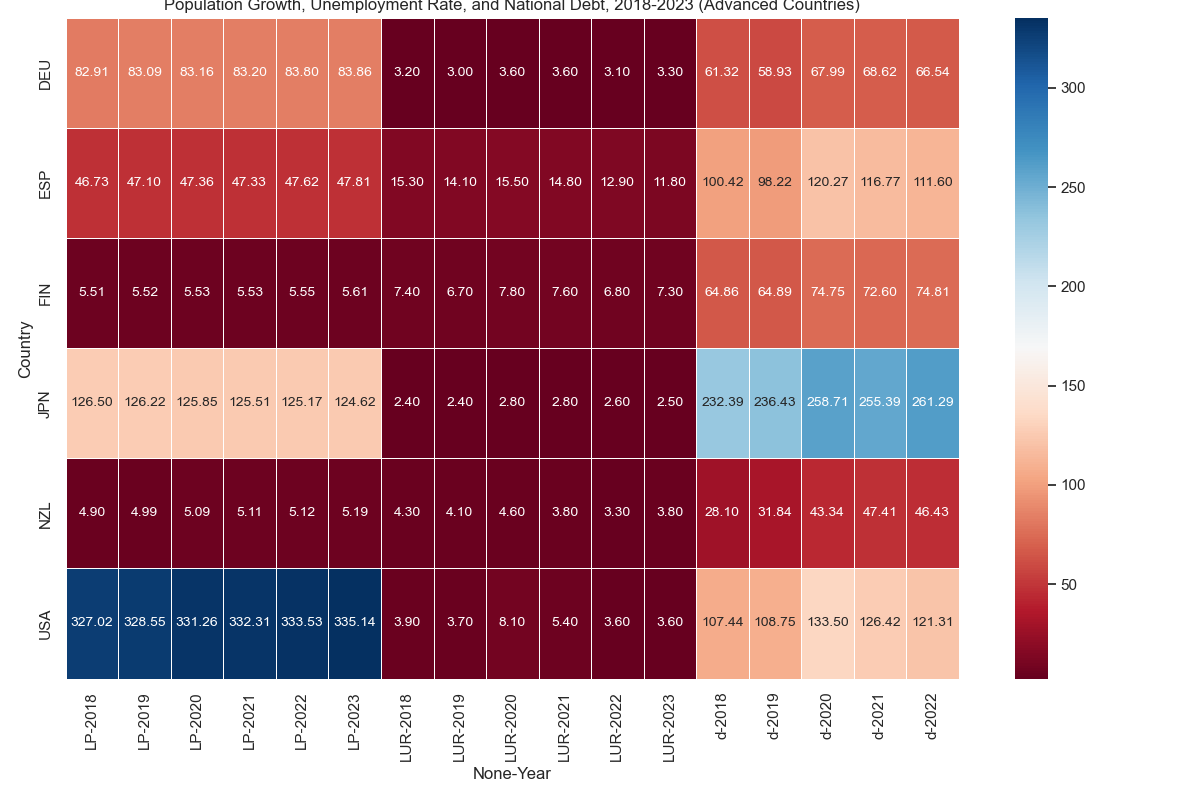 Population Growth, Unemployment Rate, and National Debt, 2018-2023 (Advanced Countries)
DEU 82.91 83.09 83.16 83.20 83.80 83.86 3.20 3.00 3.60 3.60 3.10 3.30 61.32 58.93 67.99 68.62 66.54
ESP 46.73 47.10 47.36 47.33 47.62 47.81 15.30 14.10 15.50 14.80 12.90 11.80 100.42 98.22 120.27 116.77 111.60
FIN 5.51 5.52 5.53 5.53 5.55 5.61 7.40 6.70 7.80 7.60 6.80 7.30 64.86 64.89 74.75 72.60 74.81
Country
JPN 126.50 126.22 125.85 125.51 125.17 124.62 2.40 2.40 2.80 2.80 2.60 2.50 232.39 236.43 258.71 255.39 261.29
NZL 4.90 4.99 5.09 5.11 5.12 5.19 4.30 4.10 4.60 3.80 3.30 3.80 28.10 31.84 43.34 47.41 46.43
USA 327.02 328.55 331.26 332.31 333.53 335.14 3.90 3.70 8.10 5.40 3.60 3.60 107.44 108.75 133.50 126.42 121.31
LP-2018 LP-2019 LP-2020 LP-2021 LP-2022 LP-2023 LUR-2018 LUR-2019 LUR-2020 LUR-2021 LUR-2022 LUR-2023 d-2018 d-2019 d-2020 d-2021 d-2022
None-Year
300
250
200
150
100
50